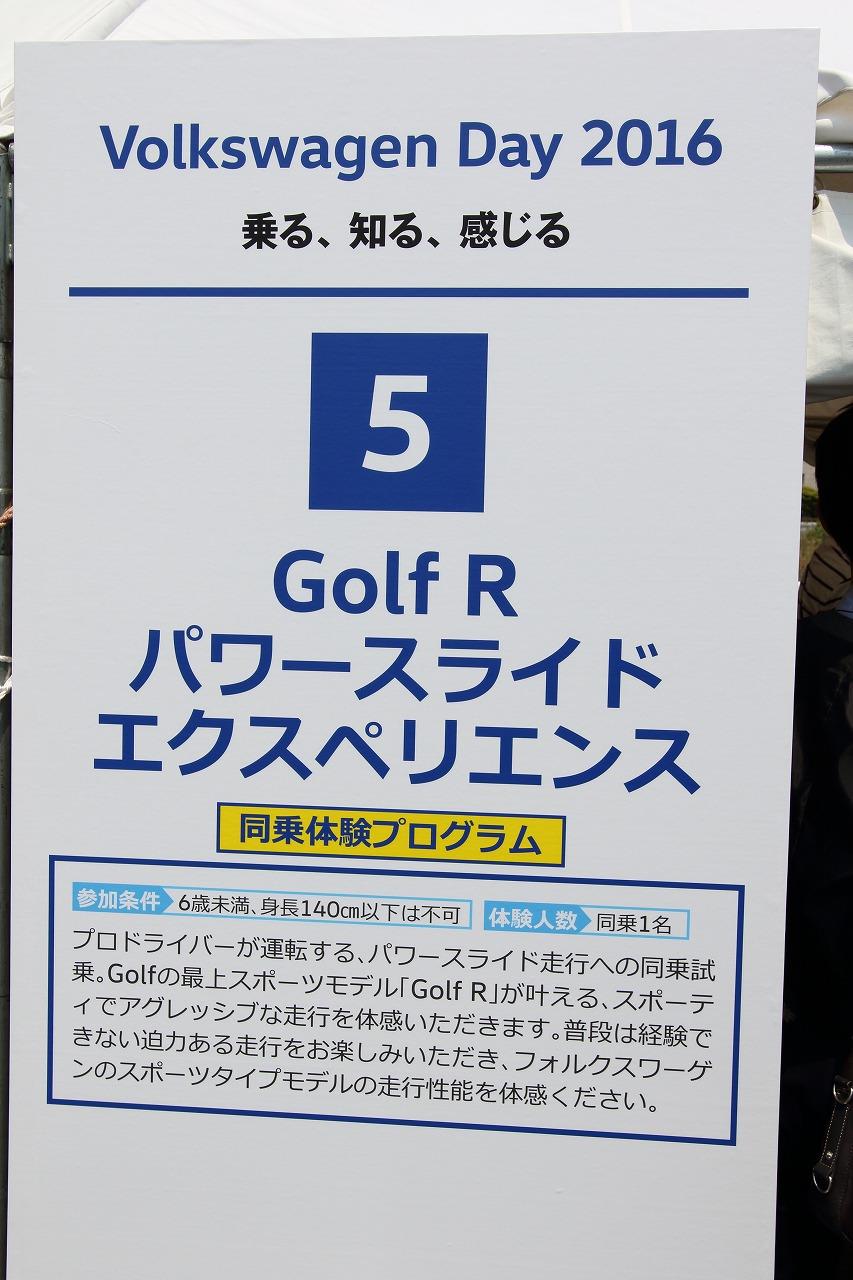 Volkswagen Day 2016
乗る、知る、感じる
5
Golf R
パワースライド
エクスペリエンス
同乗体験プログラム
参加条件 6歳未満、身長140㎝以下は不可 体験人数 同乗1名
プロドライバーが運転する、パワースライド走行への同乗試
乗。Golfの最上スポーツモデル「Golf R」が叶える、スポーテ
ィでアグレッシブな走行を体感いただきます。普段は経験で
きない迫力ある走行をお楽しみいただき、フォルクスワーゲ
ンのスポーツタイプモデルの走行性能を体感ください。